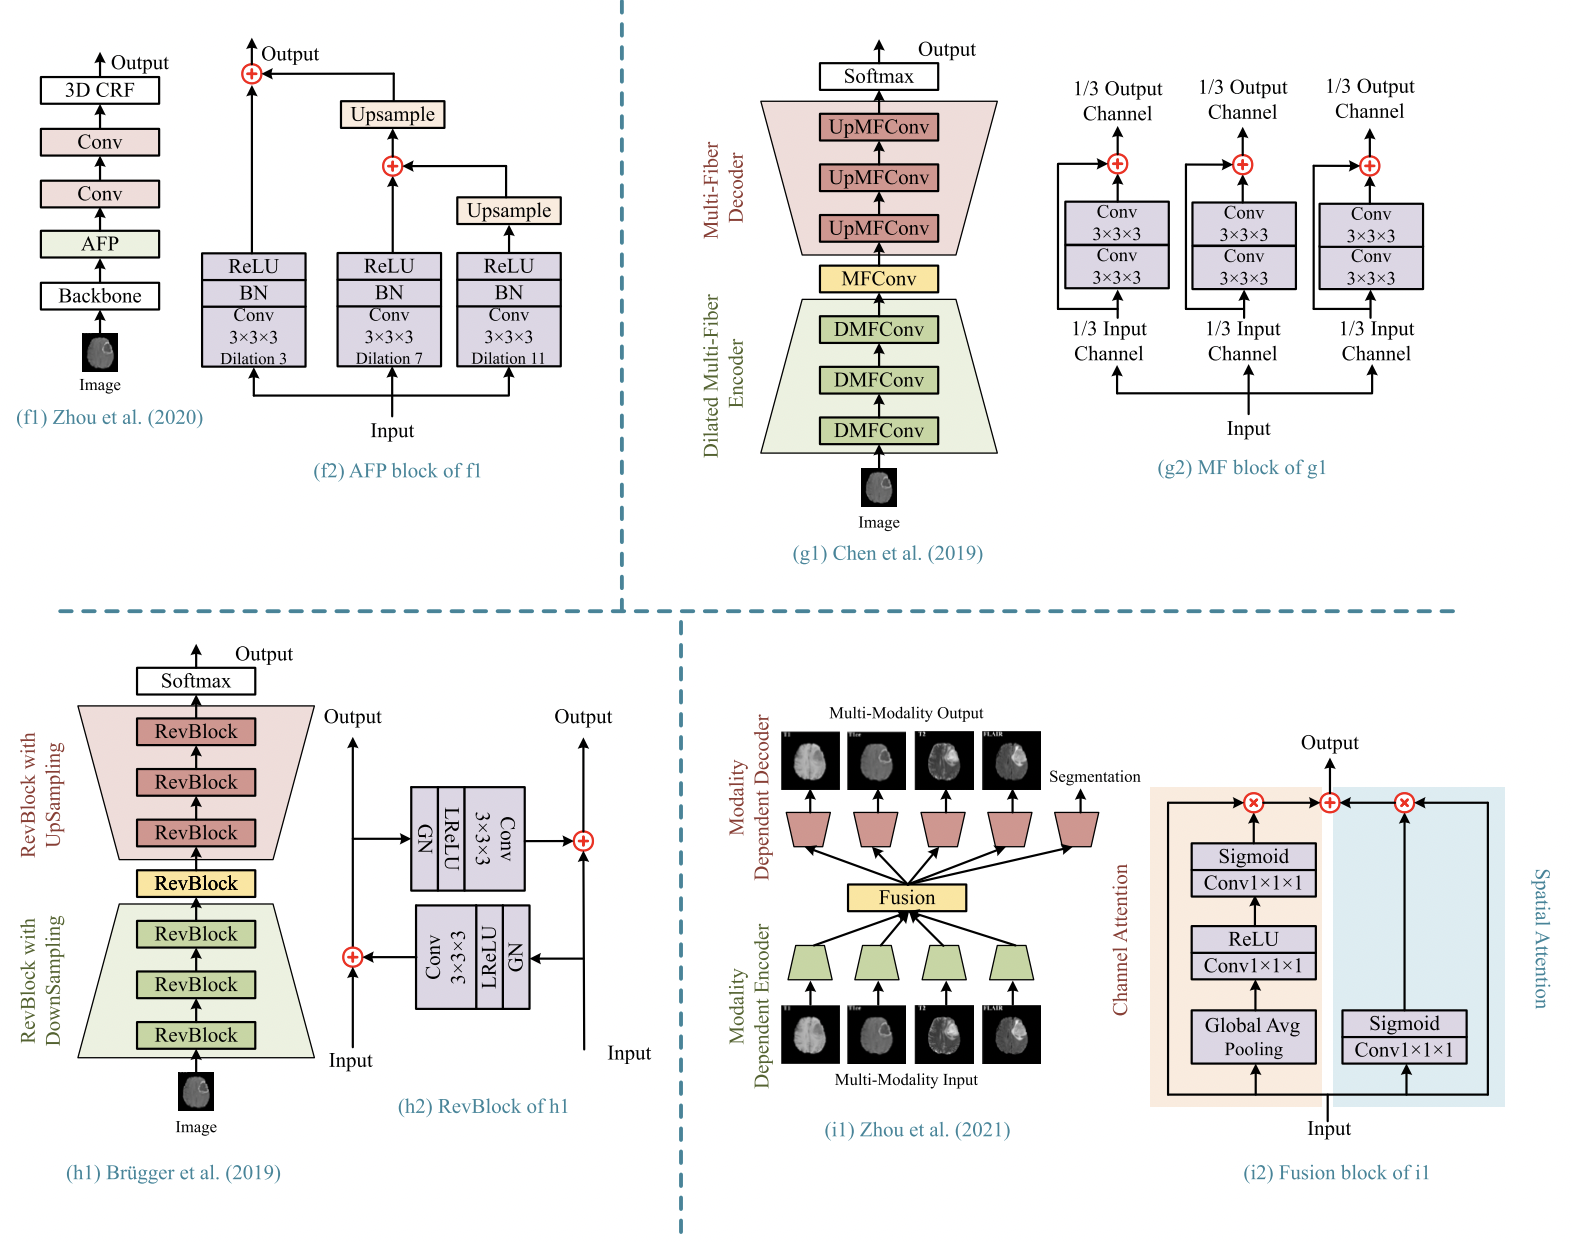 Output
3D CRF
Conv
Conv
AFP
Backbone
Image
(f1) Zhou et al. (2020)
Output
Upsample
Upsample
ReLU
BN
Conv
3×3×3
Dilation 3
ReLU
BN
Conv
3×3×3
Dilation 7
ReLU
BN
Conv
3×3×3
Dilation 11
Input
(f2) AFP block of f1
Output
Softmax
Multi-Fiber
Decoder
UpMFConv
UpMFConv
UpMFConv
MFConv
Dilated Multi-Fiber
Encoder
DMFConv
DMFConv
DMFConv
Image
(g1) Chen et al. (2019)
1/3 Output
Channel
1/3 Output
Channel
1/3 Output
Channel
Conv
3×3×3
Conv
3×3×3
Conv
3×3×3
Conv
3×3×3
Conv
3×3×3
Conv
3×3×3
1/3 Input
Channel
1/3 Input
Channel
1/3 Input
Channel
Input
(g2) MF block of g1
Output
Softmax
RevBlock with
UpSampling
RevBlock
RevBlock
RevBlock
RevBlock
RevBlock with
DownSampling
RevBlock
RevBlock
RevBlock
Image
(h1) Brügger et al. (2019)
Output
Output
GN
LReLU
Conv
3×3×3
Conv
3×3×3
LReLU
GN
Input
Input
(h2) RevBlock of h1
Multi-Modality Output
T1
T1ce
T2
FLAIR
Segmentation
Modality
Dependent Decoder
Fusion
Modality
Dependent Encoder
T1
T1ce
T2
FLAIR
Multi-Modality Input
(i1) Zhou et al. (2021)
Output
Channel Attention
Sigmoid
Conv1×1×1
ReLU
Conv1×1×1
Global Avg
Pooling
Spatial Attention
Sigmoid
Conv1×1×1
Input
(i2) Fusion block of i1